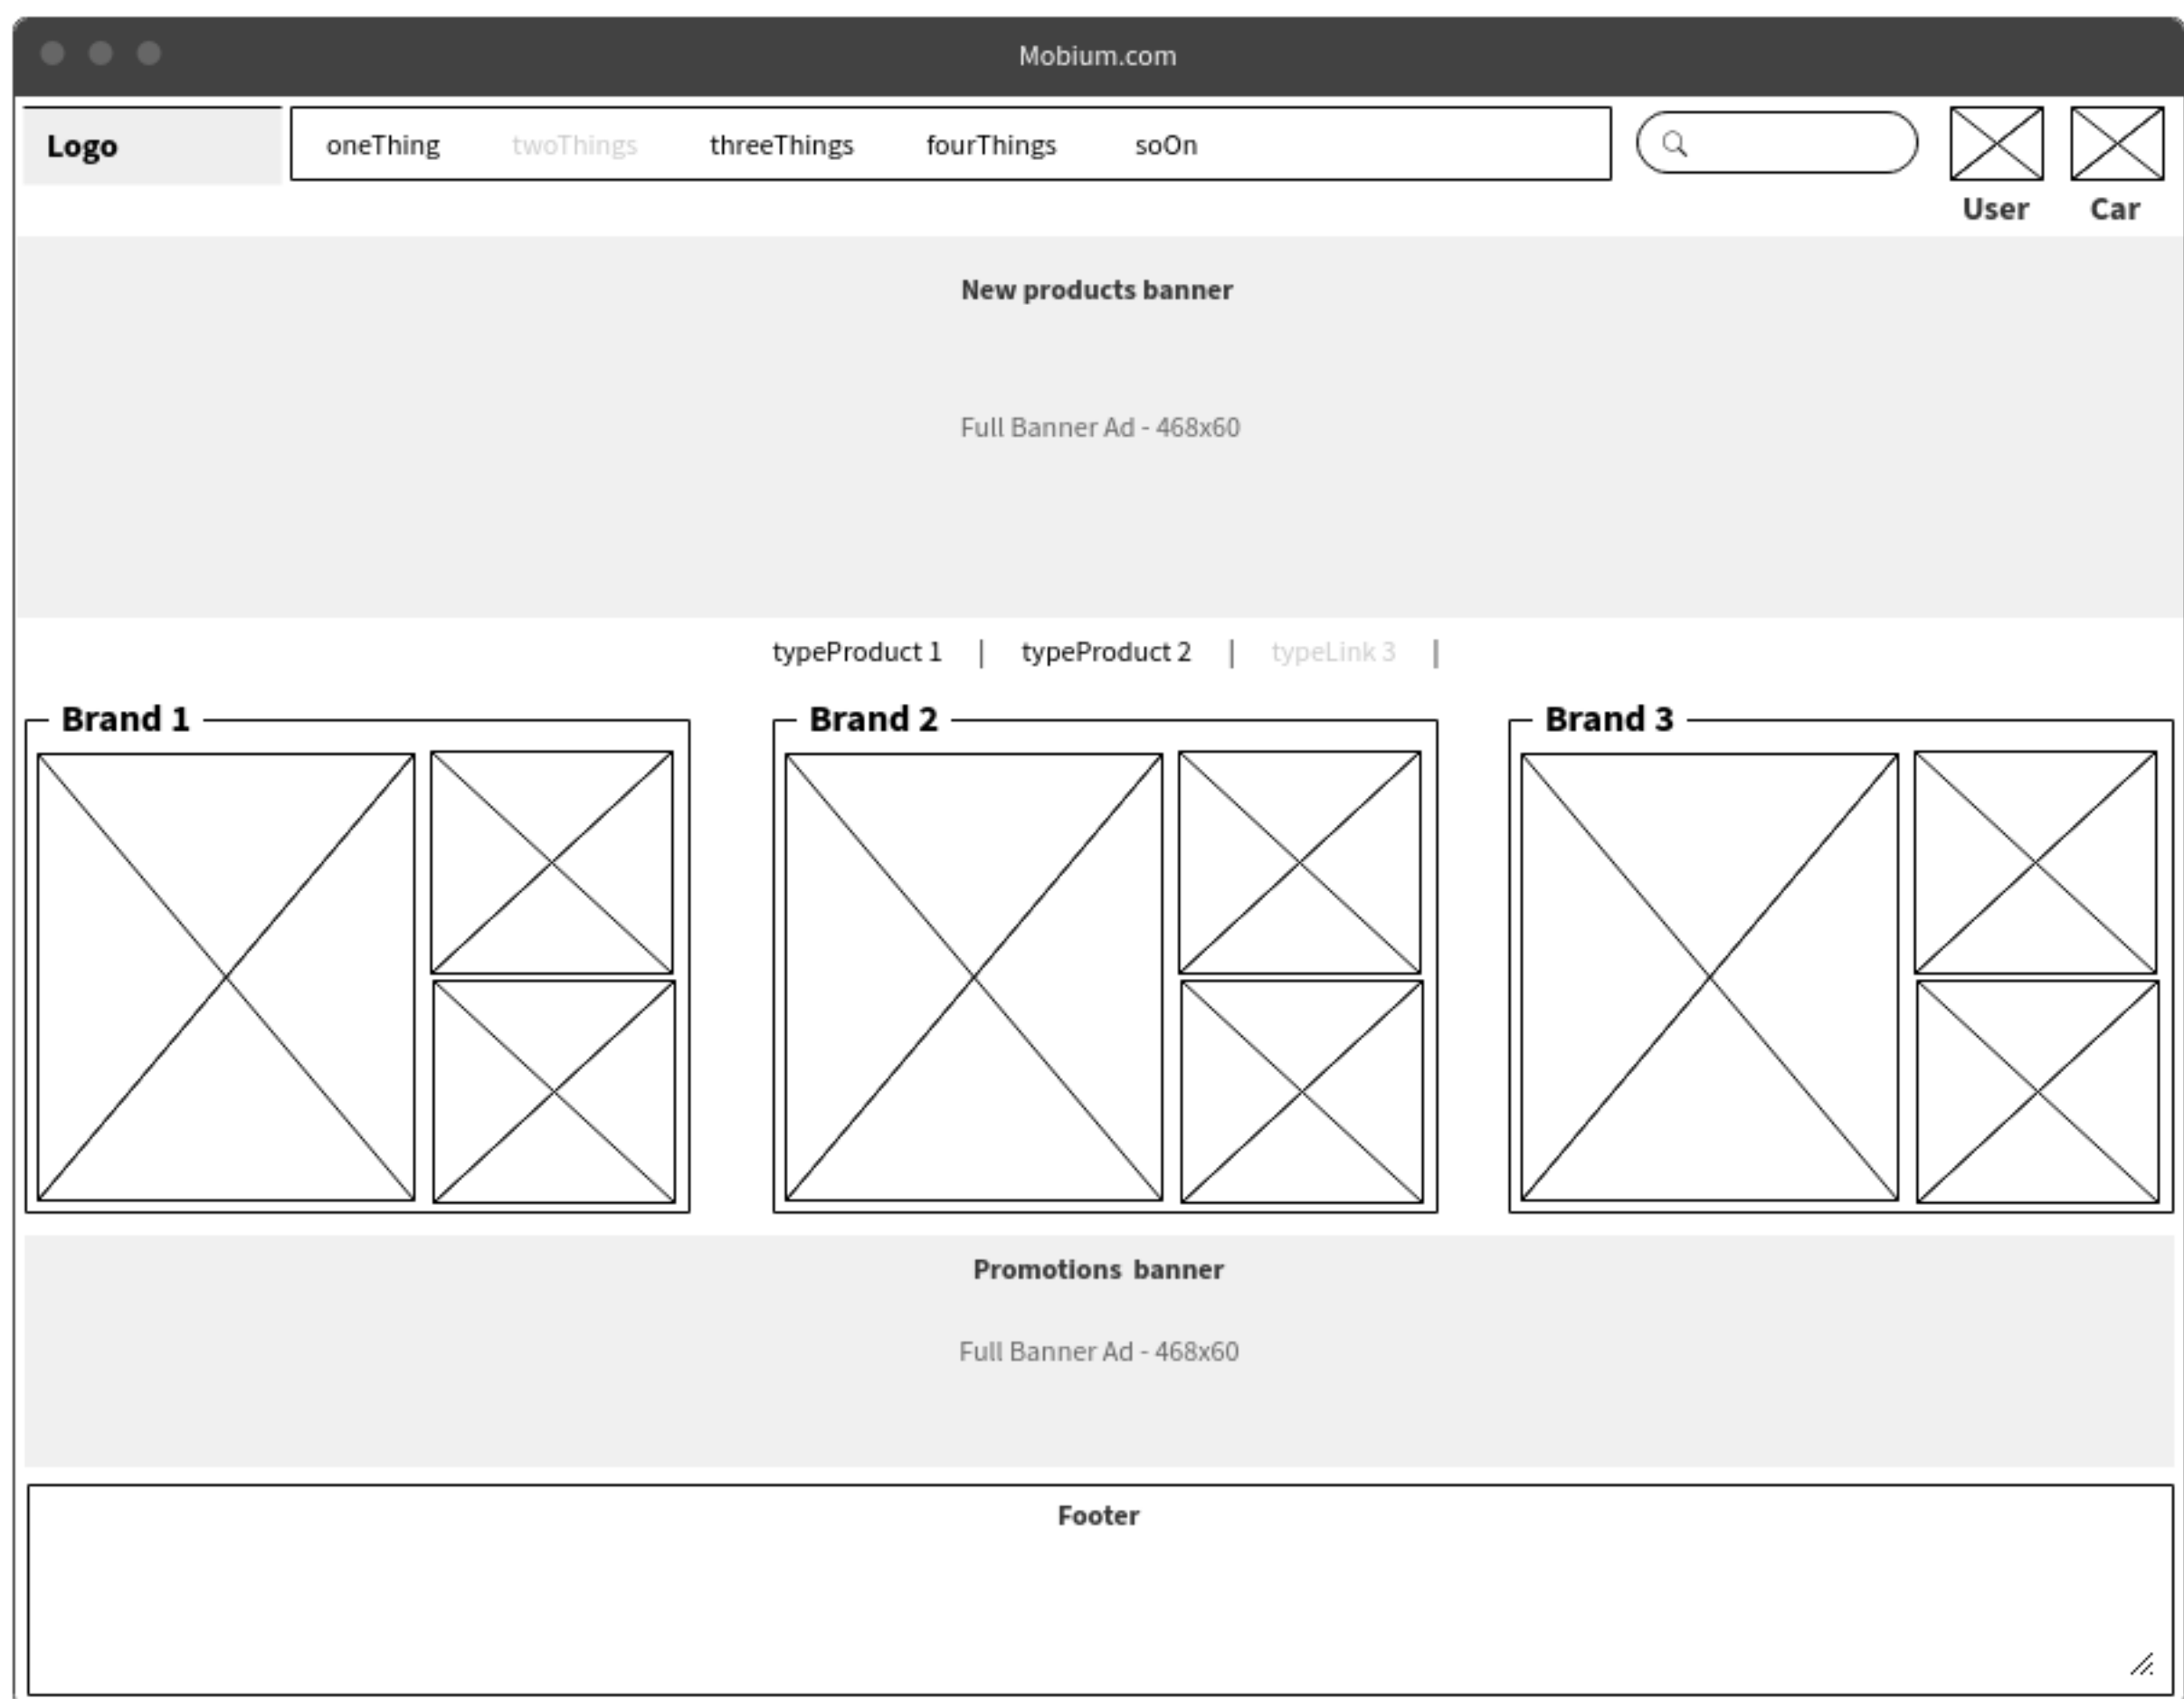 Mobium.com
Logo
oneThing twoThings threeThings fourThings soOn
User Car
New products banner
Full Banner Ad - 468x60
typeProduct 1 | typeProduct 2 | typeLink 3 |
Brand 1 Brand 2 Brand 3
Promotions banner
Full Banner Ad - 468x60
Footer